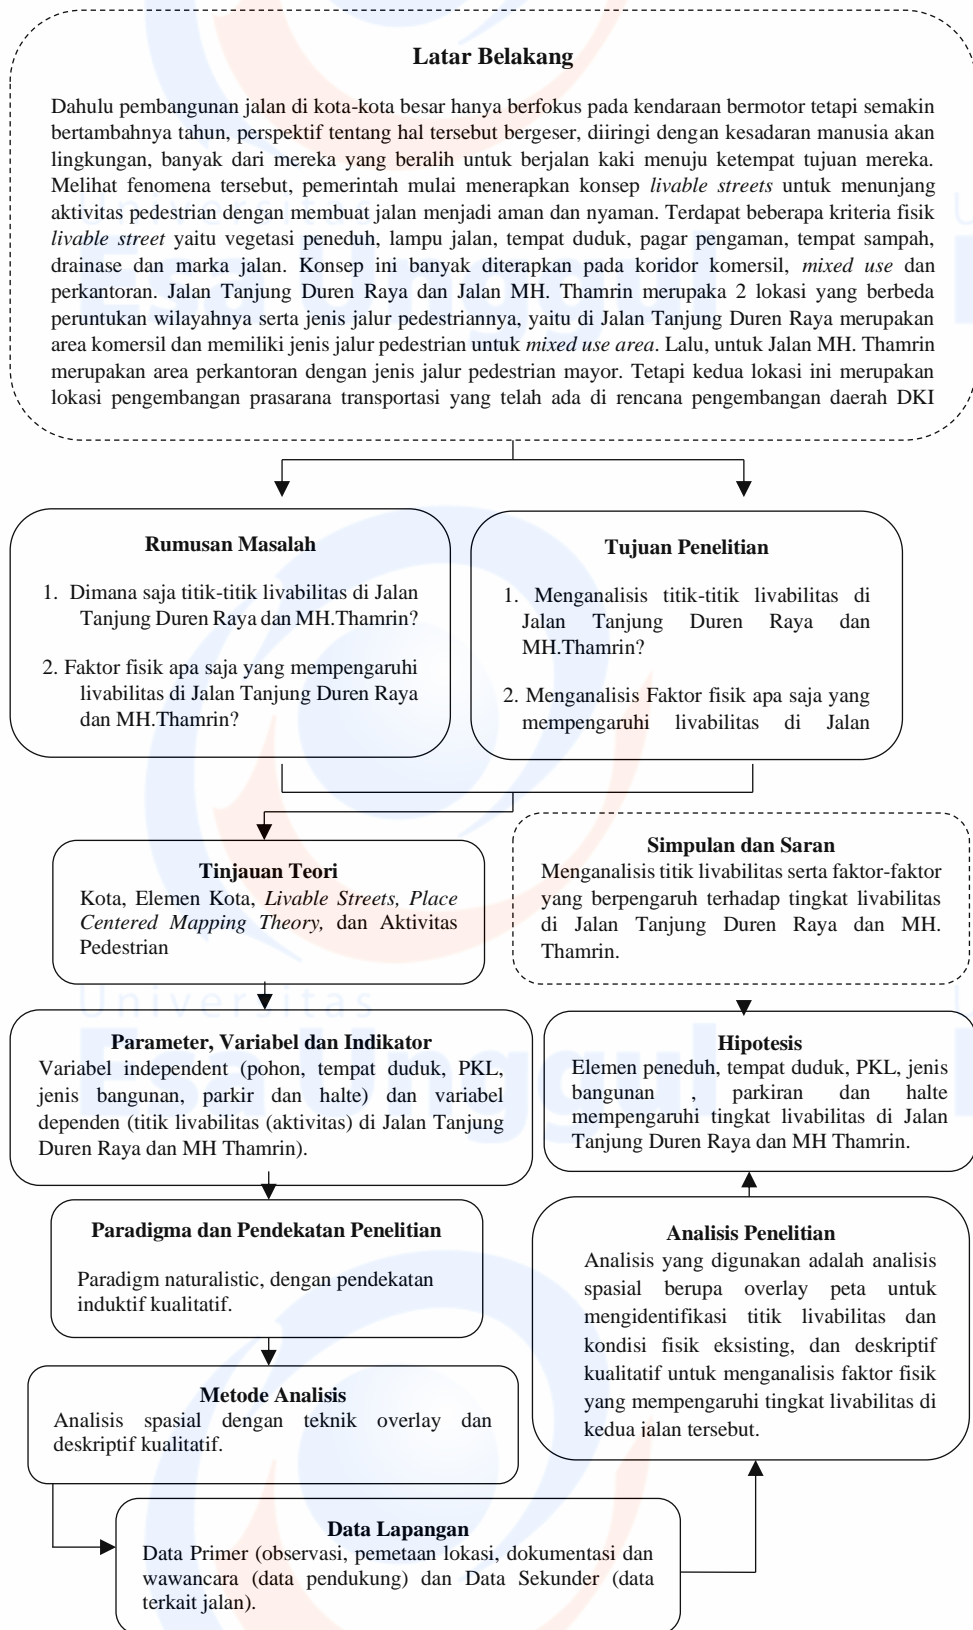 Latar Belakang
Dahulu pembangunan jalan di kota-kota besar hanya berfokus pada kendaraan bermotor tetapi semakin
bertambahnya tahun, perspektif tentang hal tersebut bergeser, diiringi dengan kesadaran manusia akan
lingkungan, banyak dari mereka yang beralih untuk berjalan kaki menuju ketempat tujuan mereka.
Melihat fenomena tersebut, pemerintah mulai menerapkan konsep livable streets untuk menunjang
aktivitas pedestrian dengan membuat jalan menjadi aman dan nyaman. Terdapat beberapa kriteria fisik
livable street yaitu vegetasi peneduh, lampu jalan, tempat duduk, pagar pengaman, tempat sampah,
drainase dan marka jalan. Konsep ini banyak diterapkan pada koridor komersil, mixed use dan
perkantoran. Jalan Tanjung Duren Raya dan Jalan MH. Thamrin merupaka 2 lokasi yang berbeda
peruntukan wilayahnya serta jenis jalur pedestriannya, yaitu di Jalan Tanjung Duren Raya merupakan
area komersil dan memiliki jenis jalur pedestrian untuk mixed use area. Lalu, untuk Jalan MH. Thamrin
merupakan area perkantoran dengan jenis jalur pedestrian mayor. Tetapi kedua lokasi ini merupakan
lokasi pengembangan prasarana transportasi yang telah ada di rencana pengembangan daerah DKI
Rumusan Masalah
1. Dimana saja titik-titik livabilitas di Jalan
Tanjung Duren Raya dan MH.Thamrin?
2. Faktor fisik apa saja yang mempengaruhi
livabilitas di Jalan Tanjung Duren Raya
dan MH.Thamrin?
Tujuan Penelitian
1. Menganalisis titik-titik livabilitas di
Jalan Tanjung Duren Raya dan
MH.Thamrin?
2. Menganalisis Faktor fisik apa saja yang
mempengaruhi livabilitas di Jalan
Tinjauan Teori
Kota, Elemen Kota, Livable Streets, Place
Centered Mapping Theory, dan Aktivitas
Pedestrian
Simpulan dan Saran
Menganalisis titik livabilitas serta faktor-faktor
yang berpengaruh terhadap tingkat livabilitas
di Jalan Tanjung Duren Raya dan MH.
Thamrin.
Universitas
Esa Unggul
Parameter, Variabel dan Indikator
Variabel independent (pohon, tempat duduk, PKL,
jenis bangunan, parkir dan halte) dan variabel
dependen (titik livabilitas (aktivitas) di Jalan Tanjung
Duren Raya dan MH Thamrin).
Hipotesis
Elemen peneduh, tempat duduk, PKL, jenis
bangunan , parkiran dan halte
mempengaruhi tingkat livabilitas di Jalan
Tanjung Duren Raya dan MH Thamrin.
Paradigma dan Pendekatan Penelitian
Paradigm naturalistic, dengan pendekatan
induktif kualitatif.
Analisis Penelitian
Analisis yang digunakan adalah analisis
spasial berupa overlay peta untuk
mengidentifikasi titik livabilitas dan
kondisi fisik eksisting, dan deskriptif
kualitatif untuk menganalisis faktor fisik
yang mempengaruhi tingkat livabilitas di
kedua jalan tersebut.
Metode Analisis
Analisis spasial dengan teknik overlay dan
deskriptif kualitatif.
Data Lapangan
Data Primer (observasi, pemetaan lokasi, dokumentasi dan
wawancara (data pendukung) dan Data Sekunder (data
terkait jalan).